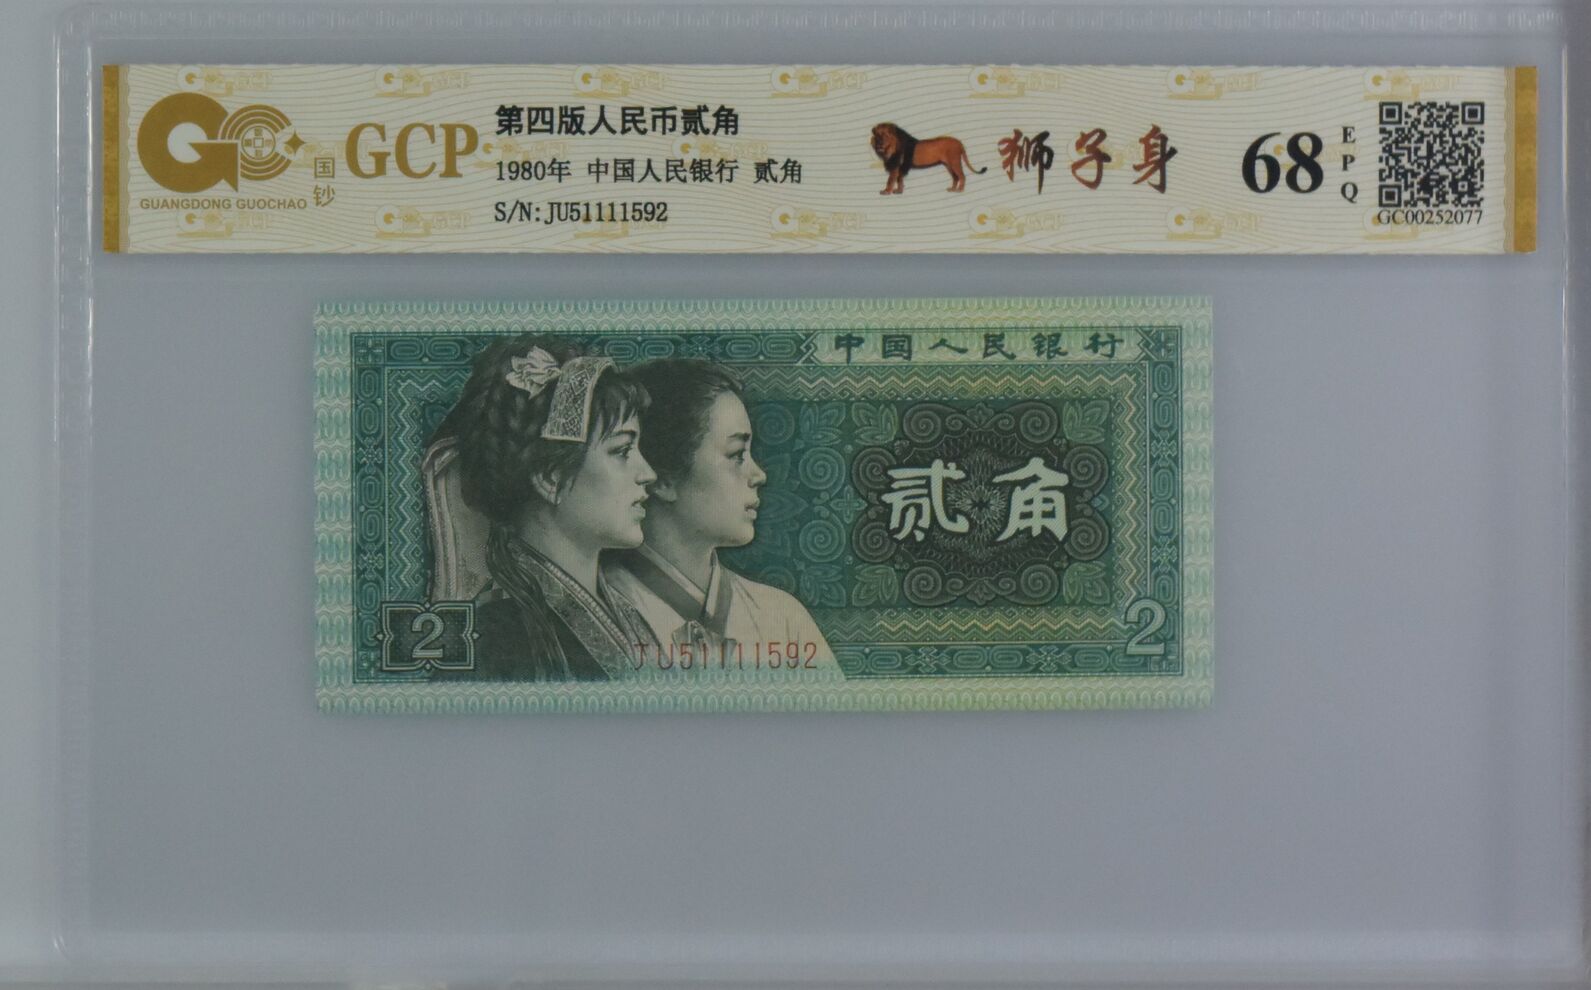 国钞
GUANGDONG GUOCHAO
GCP
第四版人民币贰角
1980年 中国人民银行 贰角
S/N:JU51111592
狮子身
68
EPQ
GC00252077
中国人民银行
贰角
2
2
JU51111592